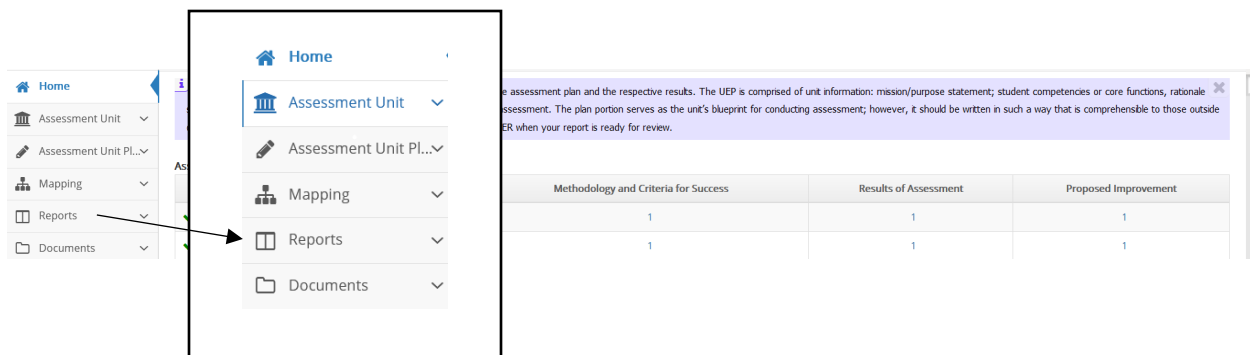 Home
Assessment Unit
Assessment Unit Pl...
Mapping
Reports
Documents
Home
Assessment Unit
Assessment Unit Pl...
Mapping
Reports
Documents
i
e assessment plan and the respective results. The UEP is comprised of unit information: mission/purpose statement; student competencies or core functions, rationale
assessment. The plan portion serves as the unit's blueprint for conducting assessment; however, it should be written in such a way that is comprehensible to those outside
ER when your report is ready for review.
As
Methodology and Criteria for Success Results of Assessment Proposed Improvement
1 1 1
1 1 1